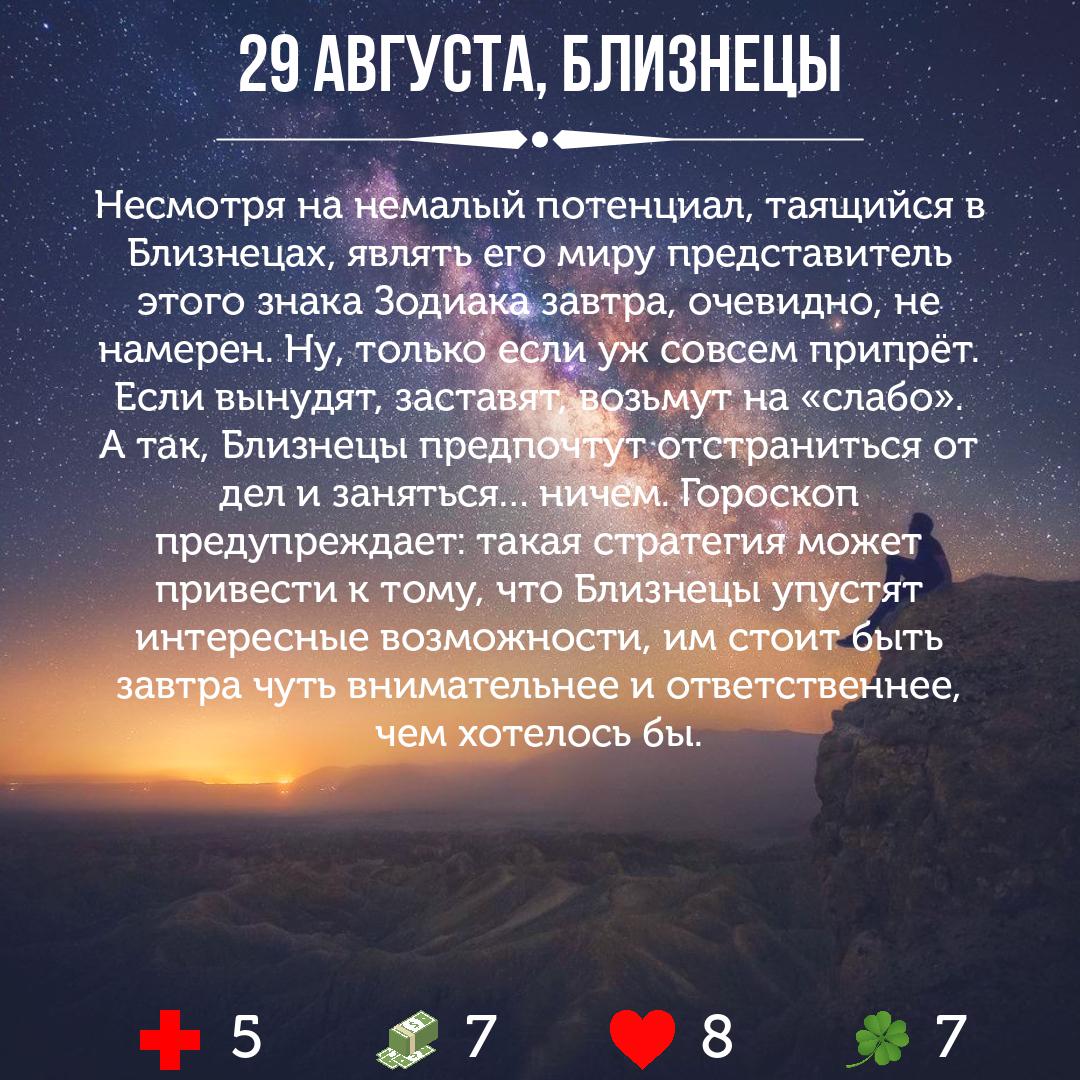 29 АВГУСТА, БЛИЗНЕЦЫ
Несмотря на немалый потенциал, таящийся в
Близнецах, являть его миру представитель
этого знака Зодиака завтра, очевидно, не
намерен. Ну, только если уж совсем припрёт.
Если вынудят, заставят, возьмут на «слабо».
А так, Близнецы предпочтут отстраниться от
дел и заняться... ничем. Гороскоп
предупреждает: такая стратегия может
привести к тому, что Близнецы упустят
интересные возможности, им стоит быть
завтра чуть внимательнее и ответственнее,
чем хотелось бы.
5 7 8 7